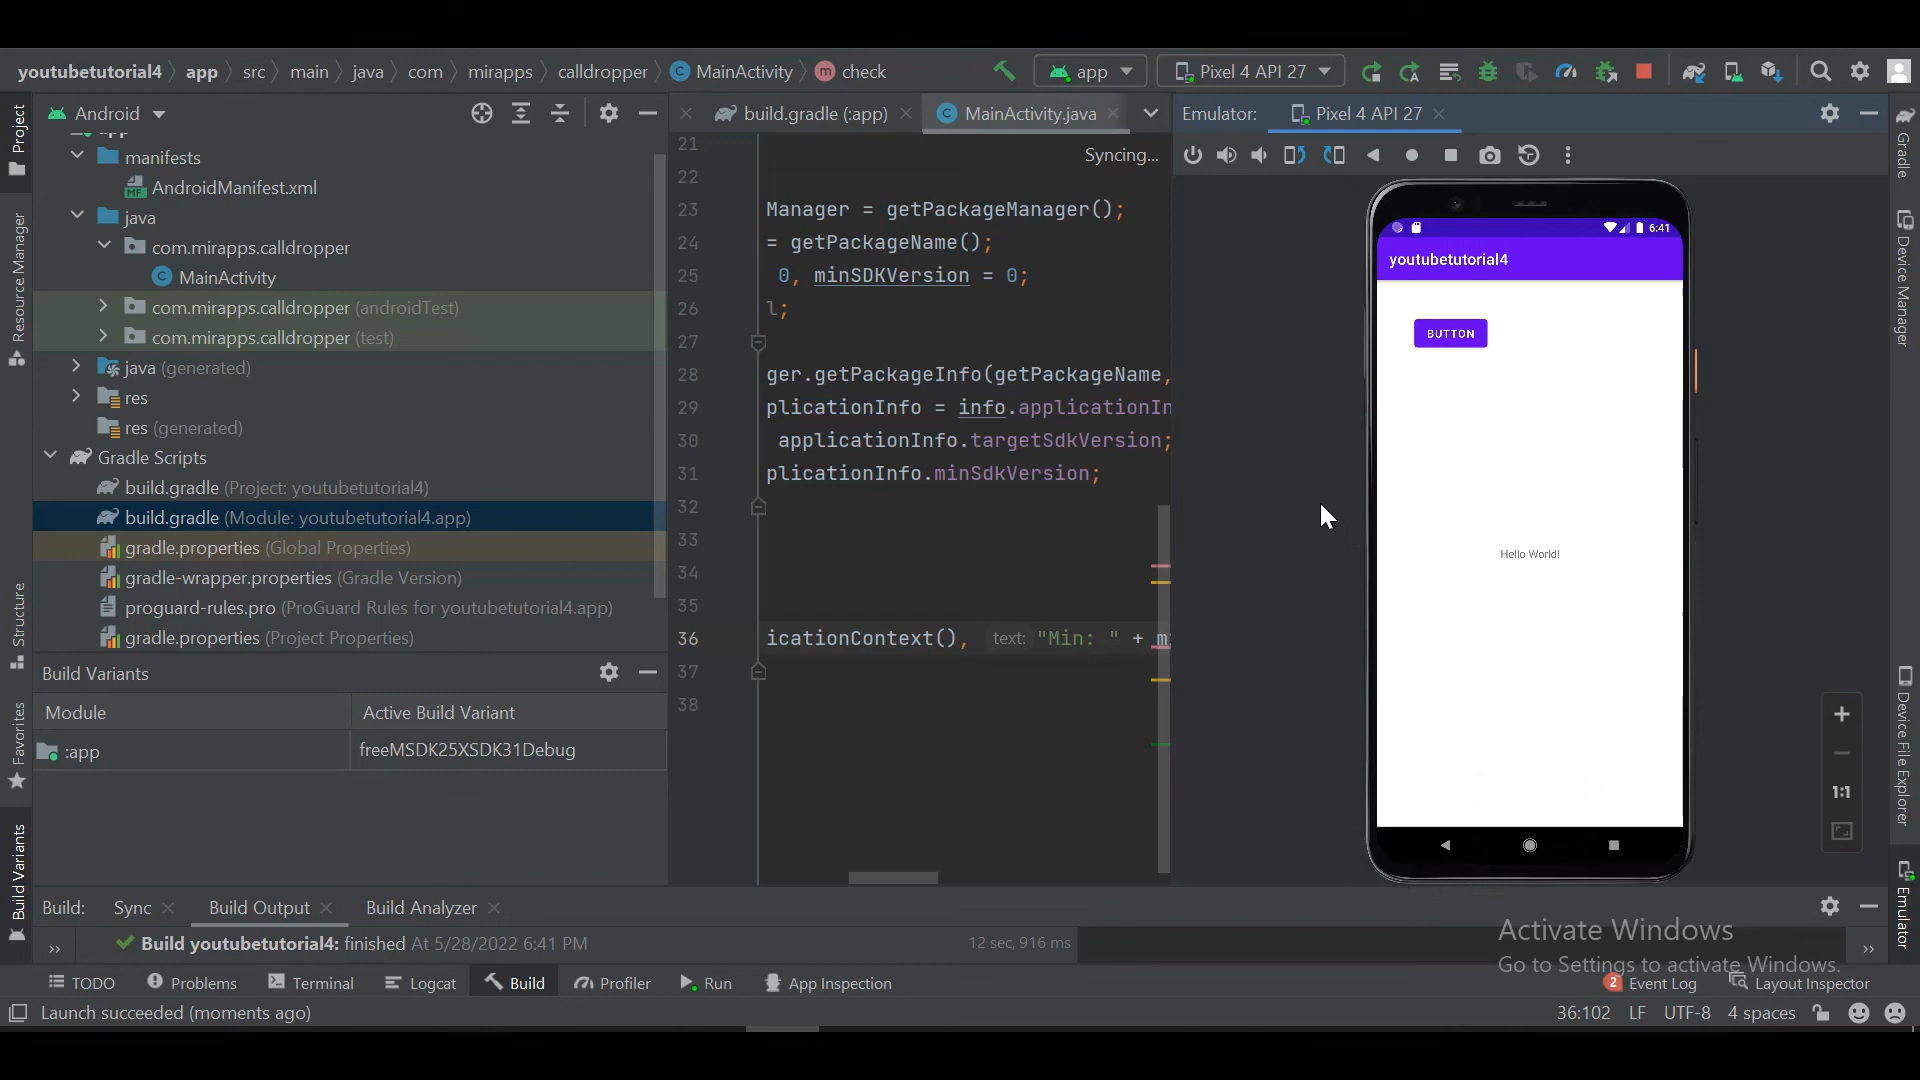 youtubetutorial4 app src main java com mirapps calldropper MainActivity check app Pixel 4 API 27
Project
Android
build.gradle (:app)
MainActivity.java
Emulator: Pixel 4 API 27
manifests
AndroidManifest.xml
java
com.mirapps.calldropper
MainActivity
com.mirapps.calldropper (androidTest)
com.mirapps.calldropper (test)
java (generated)
res
res (generated)
Gradle Scripts
build.gradle (Project: youtubetutorial4)
build.gradle (Module: youtubetutorial4.app)
gradle.properties (Global Properties)
gradle-wrapper.properties (Gradle Version)
proguard-rules.pro (ProGuard Rules for youtubetutorial4.app)
gradle.properties (Project Properties)
Resource Manager
Structure
Favorites
Build Variants
Build Variants
Module Active Build Variant
:app freeMSDK25XSDK31Debug
Syncing...
21
22
23 Manager = getPackageManager();
24 = getPackageName();
25 0, minSDKVersion = 0;
26 l;
27
28 ger.getPackageInfo(getPackageName,
29 plicationInfo = info.applicationIn
30 applicationInfo.targetSdkVersion;
31 plicationInfo.minSdkVersion;
32
33
34
35
36 icationContext(), text: "Min: " + mi
37
38
6:41
youtubetutorial4
BUTTON
Hello World!
1:1
Gradle
Device Manager
Device File Explorer
Emulator
Build: Sync Build Output Build Analyzer
Build youtubetutorial4: finished At 5/28/2022 6:41 PM 12 sec, 916 ms
Activate Windows
Go to Settings to activate Windows.
TODO Problems Terminal Logcat Build Profiler Run App Inspection 2 Event Log Layout Inspector
Launch succeeded (moments ago) 36:102 LF UTF-8 4 spaces